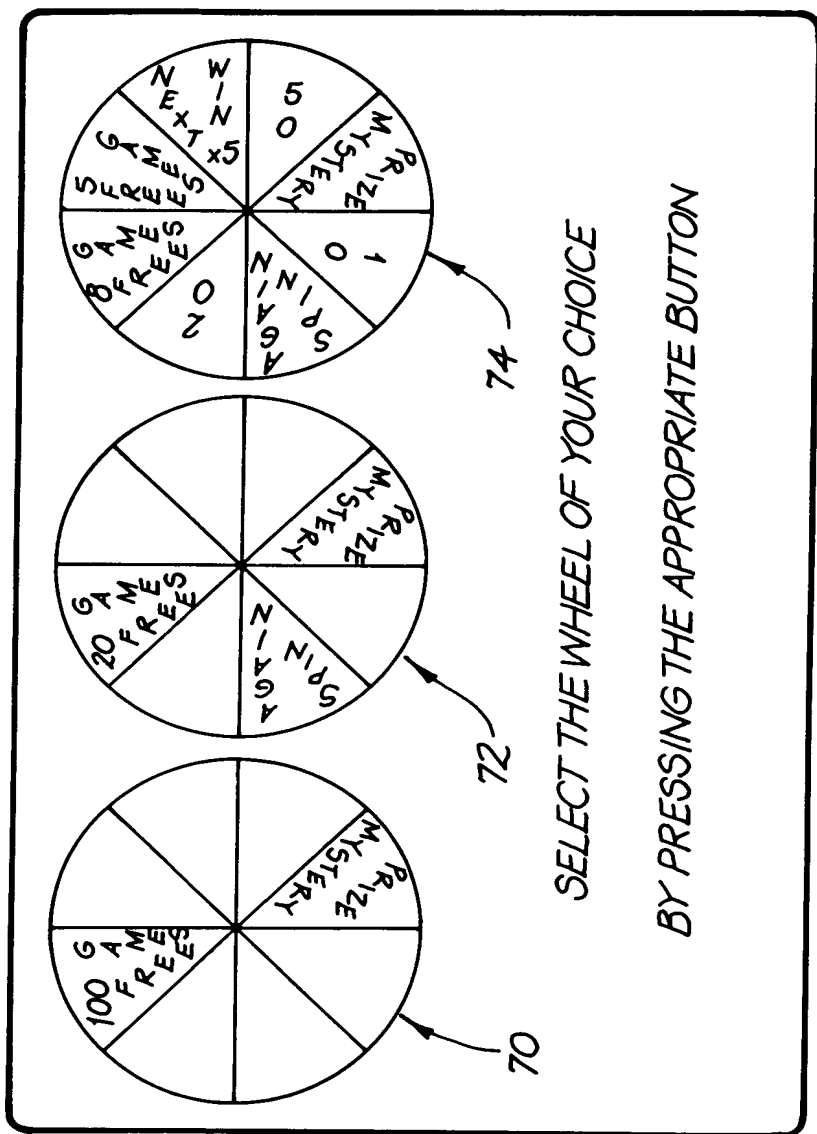 100
FREE
GAMES
MYSTERY
PRIZE
70
20
FREE
GAMES
MYSTERY
PRIZE
SPIN
AGAIN
72
8
FREE
GAMES
5
FREE
GAMES
NEXT
WIN
x5
50
MYSTERY
PRIZE
10
SPIN
AGAIN
20
74
SELECT THE WHEEL OF YOUR CHOICE
BY PRESSING THE APPROPRIATE BUTTON